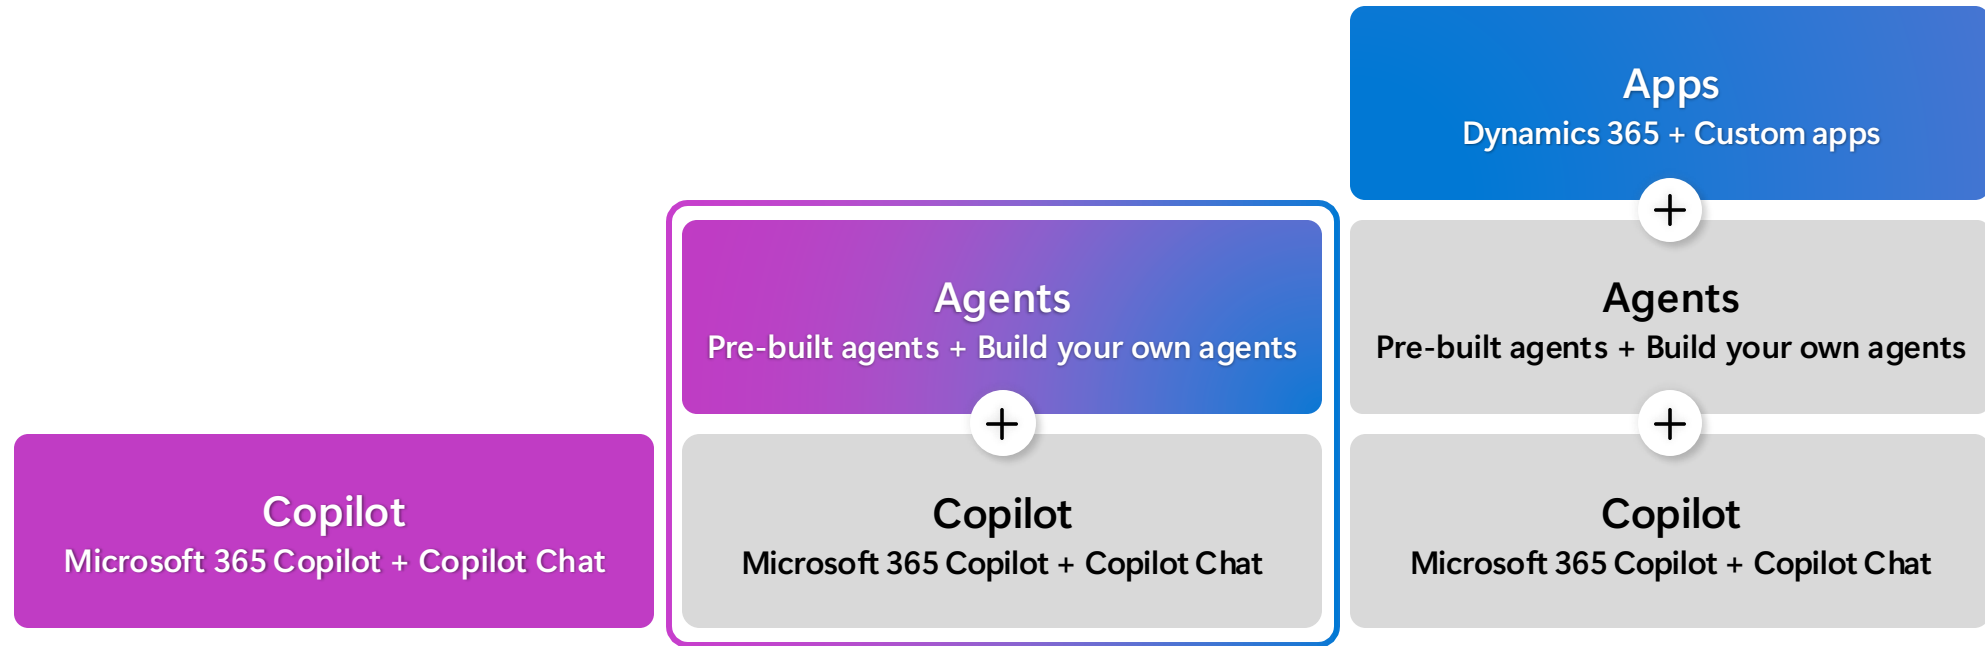 Copilot
Microsoft 365 Copilot + Copilot Chat
Agents
Pre-built agents + Build your own agents
+
Copilot
Microsoft 365 Copilot + Copilot Chat
Apps
Dynamics 365 + Custom apps
+
Agents
Pre-built agents + Build your own agents
+
Copilot
Microsoft 365 Copilot + Copilot Chat